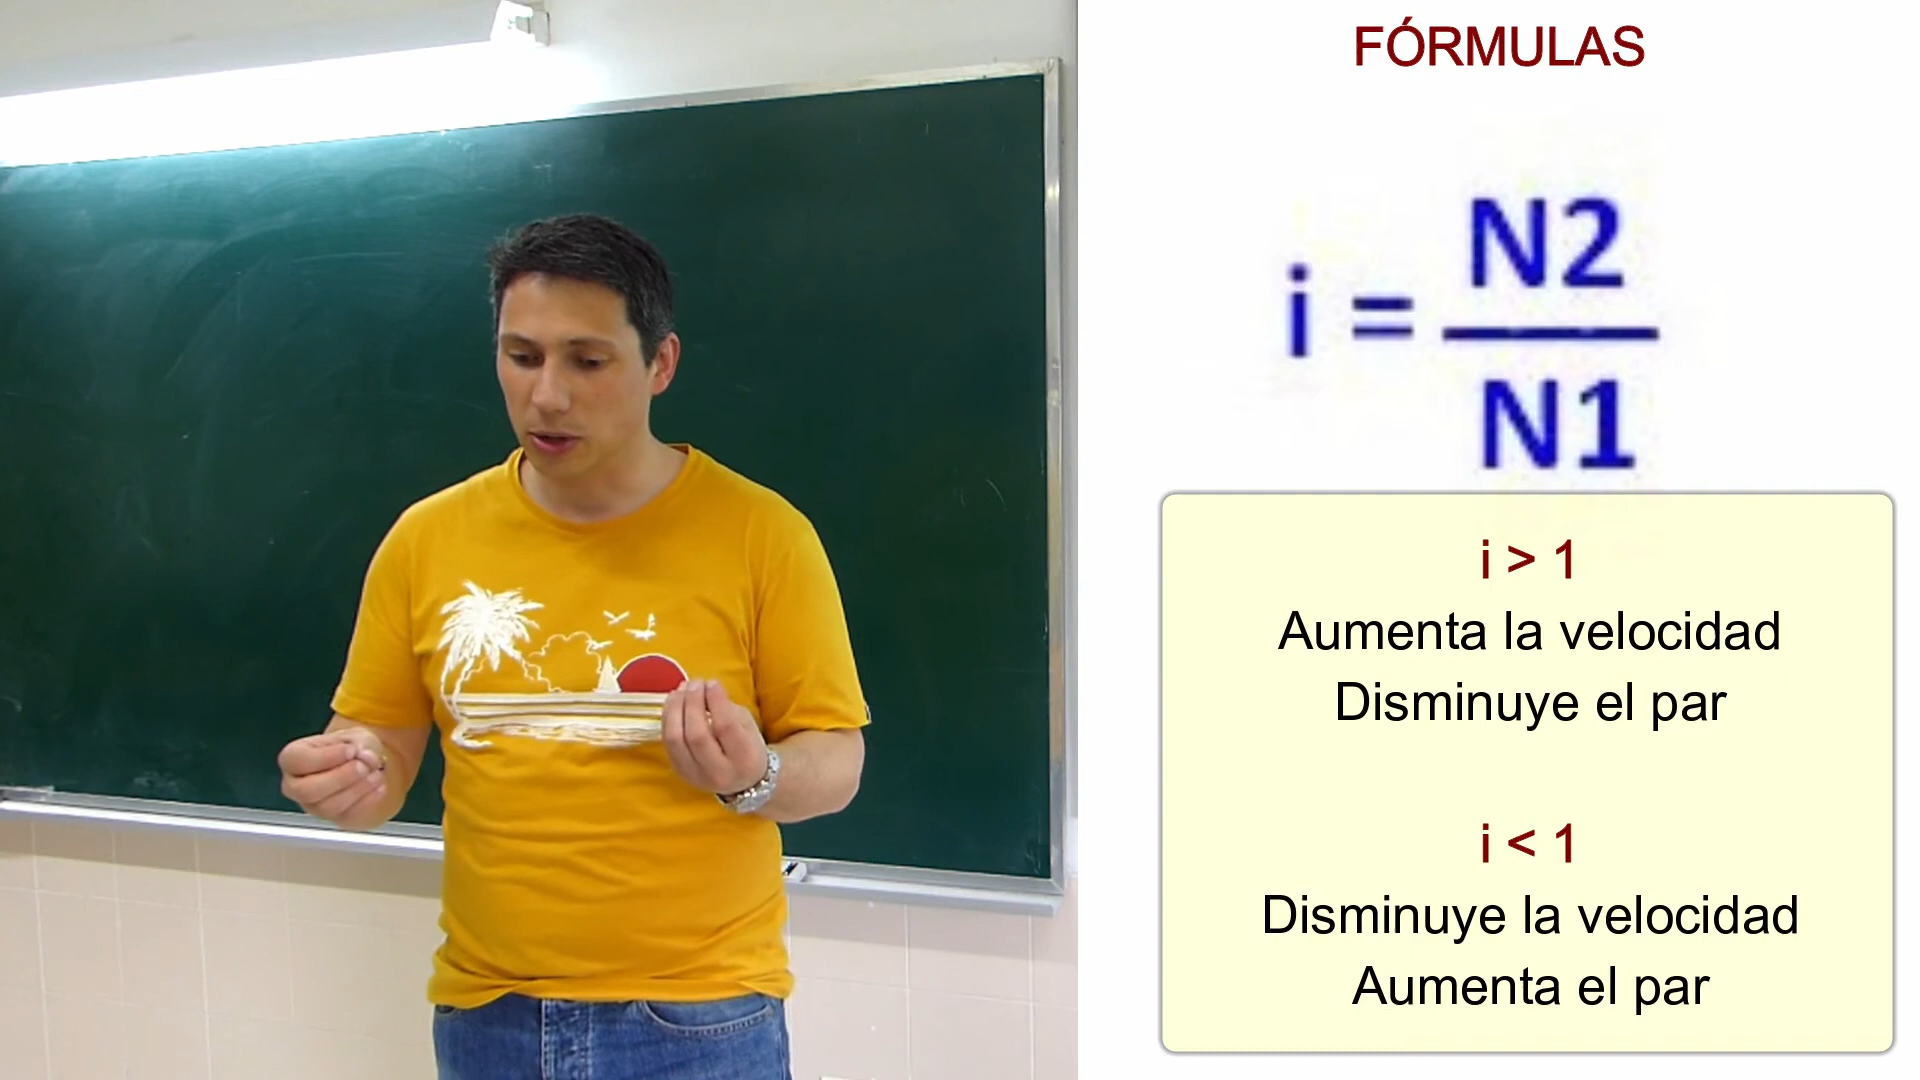 FÓRMULAS
i = N2
N1
i > 1
Aumenta la velocidad
Disminuye el par
i < 1
Disminuye la velocidad
Aumenta el par